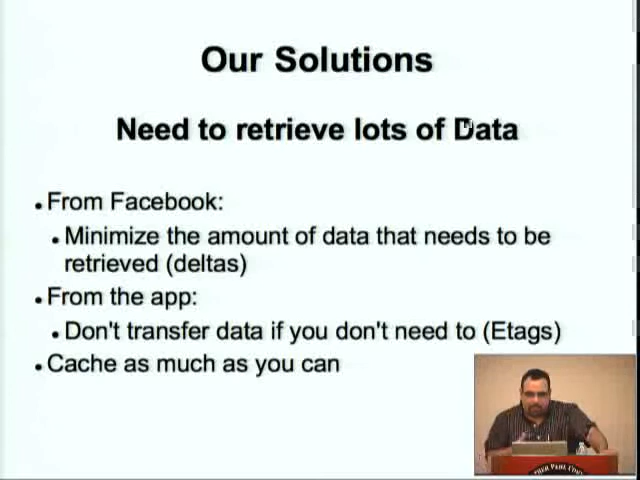 Our Solutions
Need to retrieve lots of Data
From Facebook:
Minimize the amount of data that needs to be
retrieved (deltas)
From the app:
Don't transfer data if you don't need to (Etags)
Cache as much as you can